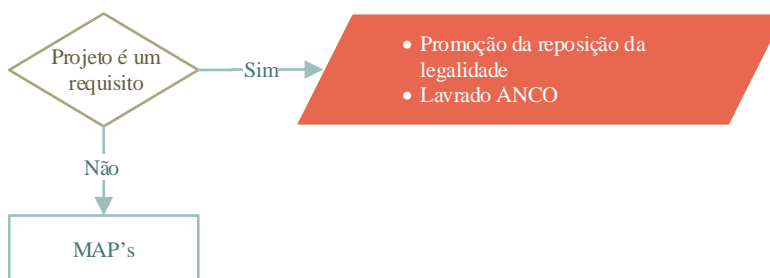 Projeto é um
requisito
Sim
• Promoção da reposição da
legalidade
• Lavrado ANCO
Não
MAP's